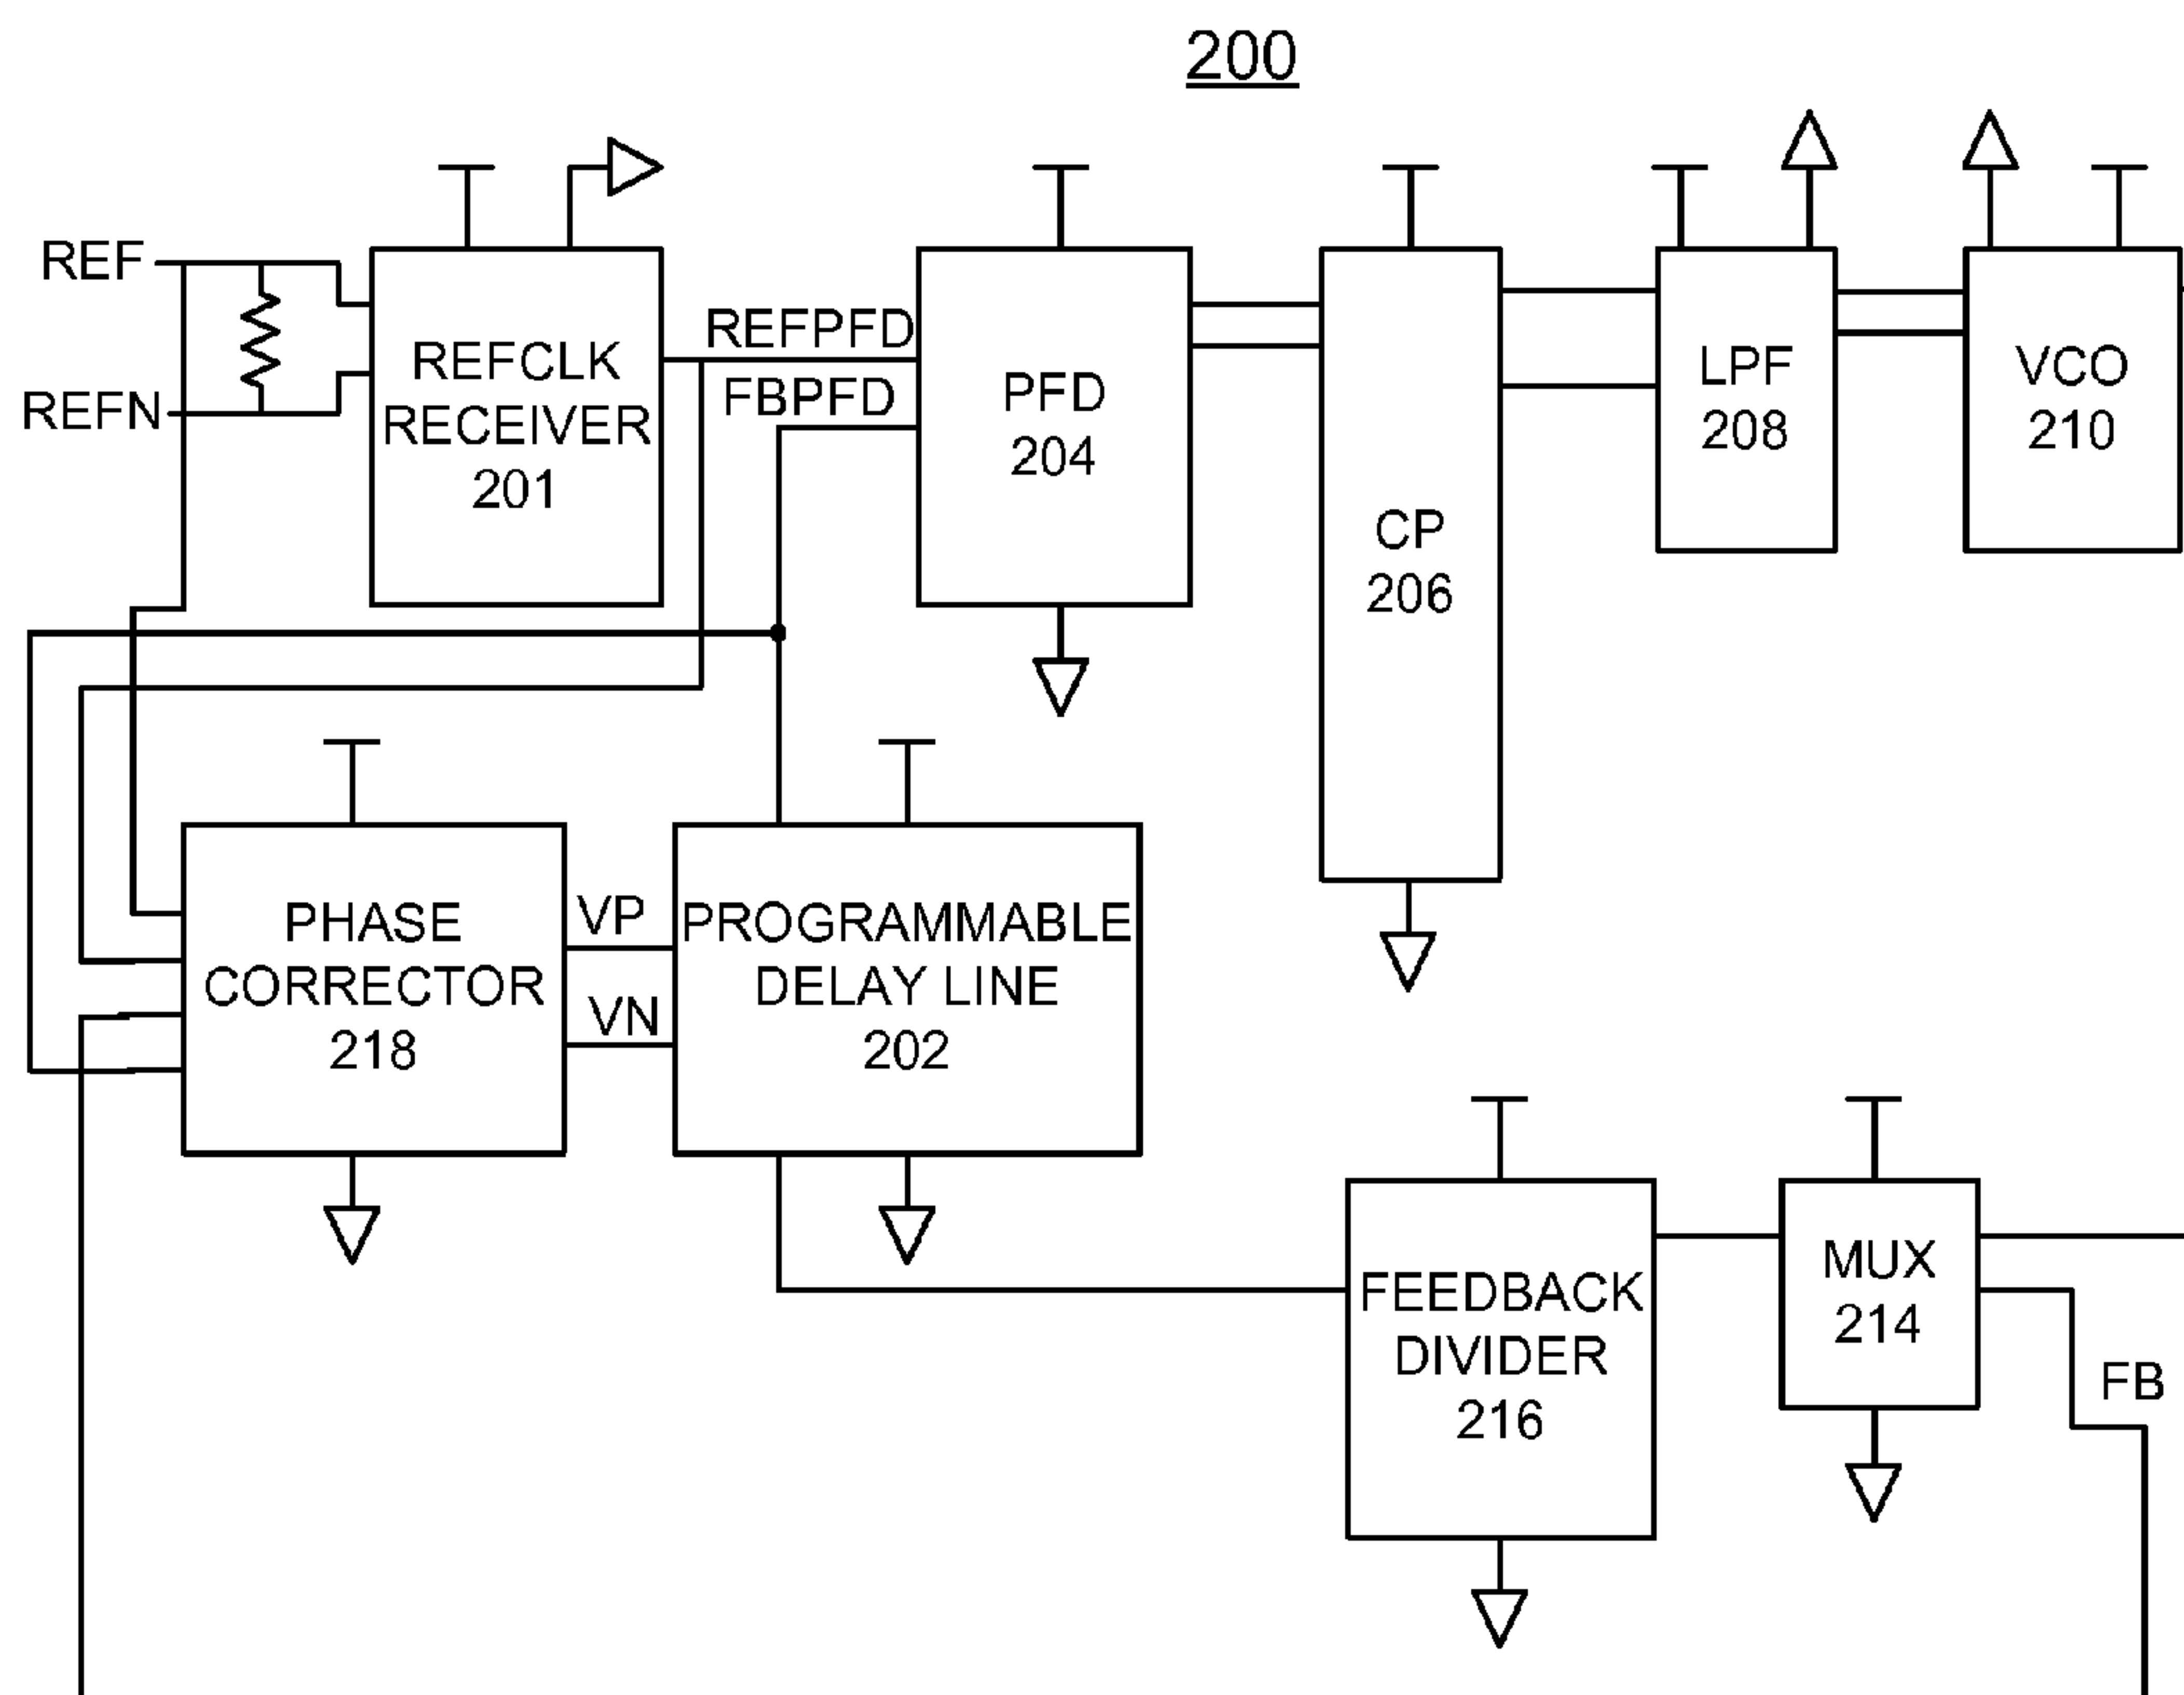 200
REF
REFN
REFCLK
RECEIVER
201
REFPFD
FBPFD
PFD
204
CP
206
LPF
208
VCO
210
PHASE
CORRECTOR
218
VP
VN
PROGRAMMABLE
DELAY LINE
202
FEEDBACK
DIVIDER
216
MUX
214
FB